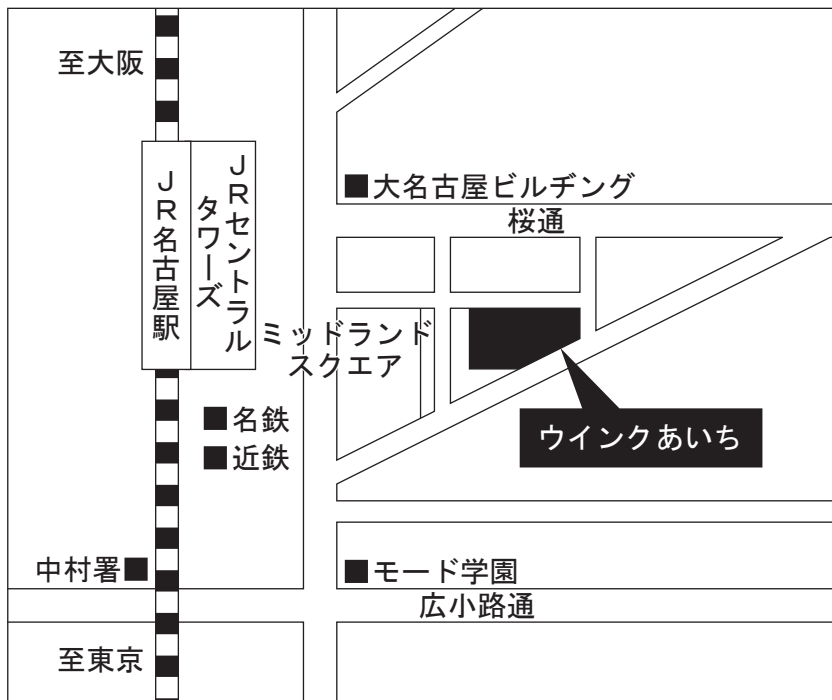 至大阪
JR名古屋駅
JRセントラル
タワーズ
■大名古屋ビルヂング
桜通
ミッドランド
スクエア
■名鉄
■近鉄
ウインクあいち
中村署■
■モード学園
広小路通
至東京